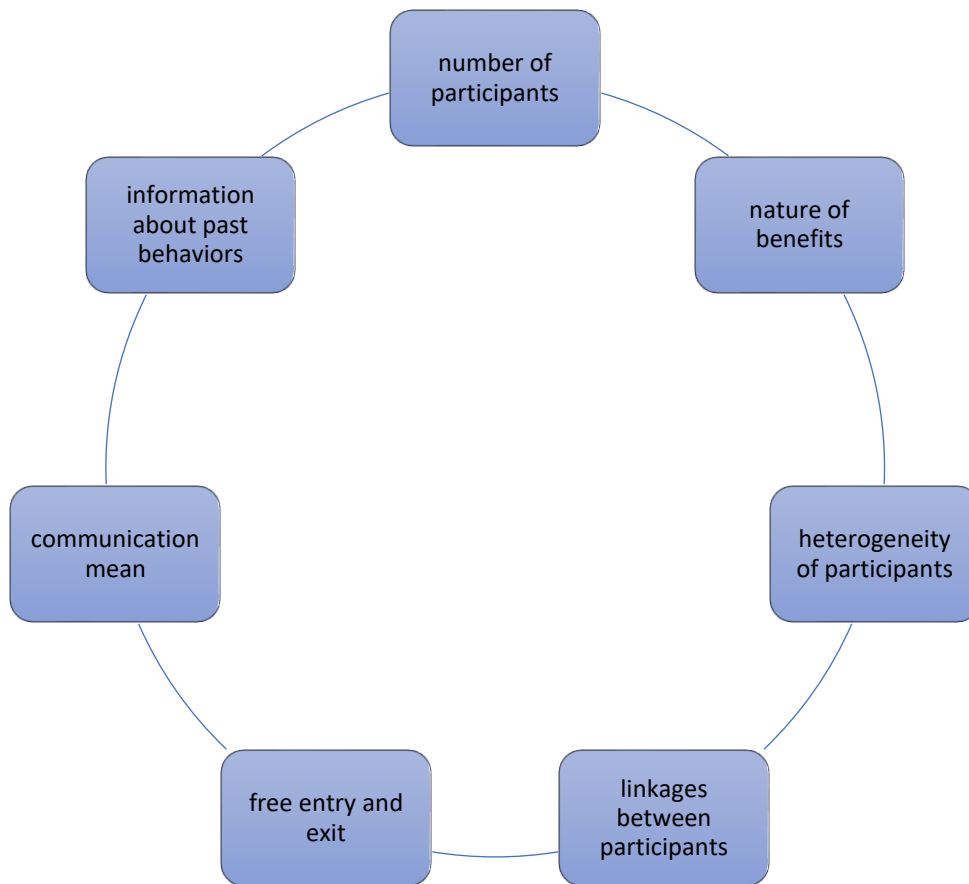 number of
participants
nature of
benefits
heterogeneity
of participants
linkages
between
participants
free entry and
exit
communication
mean
information
about past
behaviors